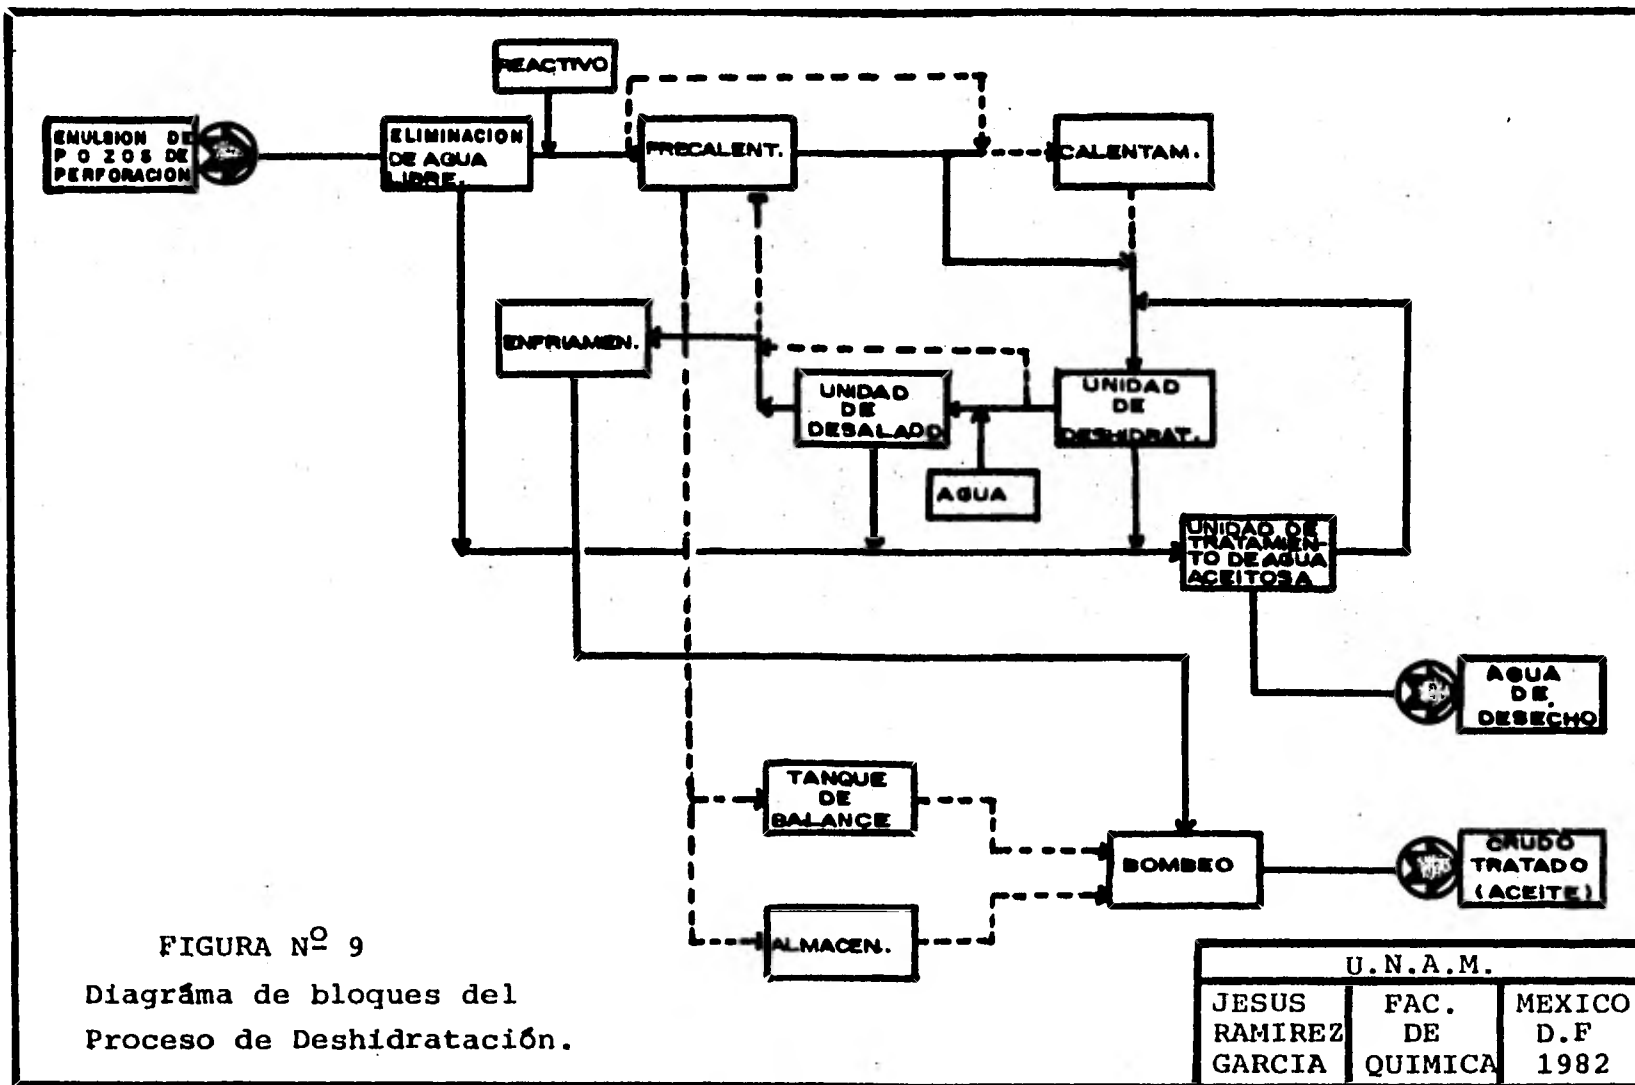 REACTIVO
EMULSION DE
POZOS DE
PERFORACION
ELIMINACION
DE AGUA
LIBRE.
PRECALENT.
CALENTAM.
ENFRIAMEN.
UNIDAD
DE
DESALADO
UNIDAD
DE
DESHIDRAT.
AGUA
UNIDAD DE
TRATAMIEN-
TO DE AGUA
ACEITOSA
AGUA
DE
DESECHO
TANQUE
DE
BALANCE
BOMBEO
CRUDO
TRATADO
(ACEITE)
ALMACEN.
FIGURA Nº 9
Diagráma de bloques del
Proceso de Deshidratación.
U.N.A.M.
JESUS
RAMIREZ
GARCIA
FAC.
DE
QUIMICA
MEXICO
D.F
1982